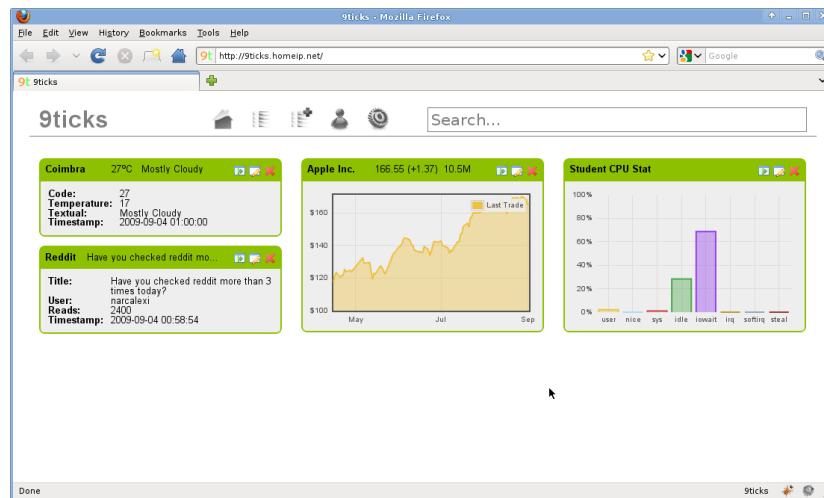 9ticks - Mozilla Firefox
File Edit View History Bookmarks Tools Help
9t http://9ticks.homeip.net/ Google
9t 9ticks
9ticks Search...
Coimbra 27ºC Mostly Cloudy
Code: 27
Temperature: 17
Textual: Mostly Cloudy
Timestamp: 2009-09-04 01:00:00
Reddit Have you checked reddit mo...
Title: Have you checked reddit more than 3
times today?
User: narcalexi
Reads: 2400
Timestamp: 2009-09-04 00:58:54
Apple Inc. 166.55 (+1.37) 10.5M
Last Trade
$160
$140
$120
$100
May Jul Sep
Student CPU Stat
100%
80%
60%
40%
20%
0%
user nice sys idle iowait irq softirq steal
Done 9ticks